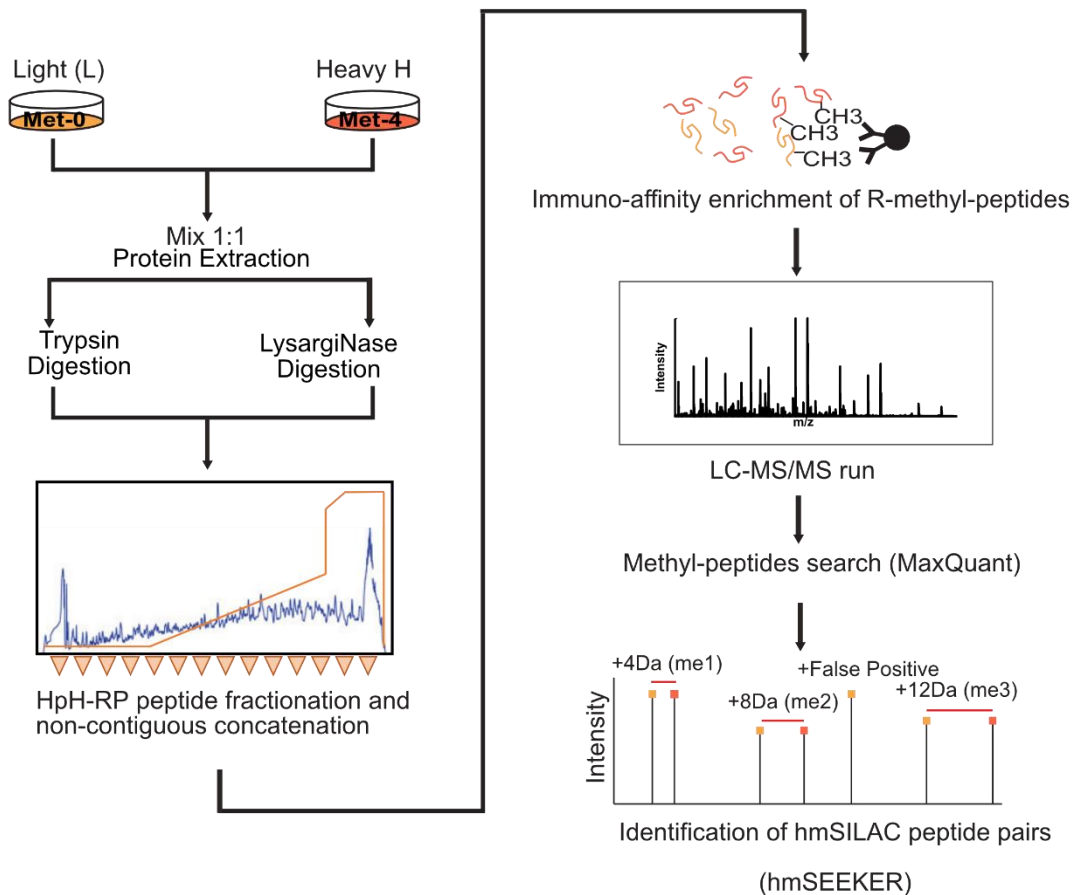 Light (L)
Heavy H
Met-0
Met-4
Mix 1:1
Protein Extraction
Trypsin
Digestion
LysargiNase
Digestion
HpH-RP peptide fractionation and
non-contiguous concatenation
CH3
CH3
CH3
Immuno-affinity enrichment of R-methyl-peptides
Intensity
m/z
LC-MS/MS run
Methyl-peptides search (MaxQuant)
+4Da (me1)
+False Positive
+8Da (me2)
+12Da (me3)
Intensity
Identification of hmSILAC peptide pairs
(hmSEEKER)